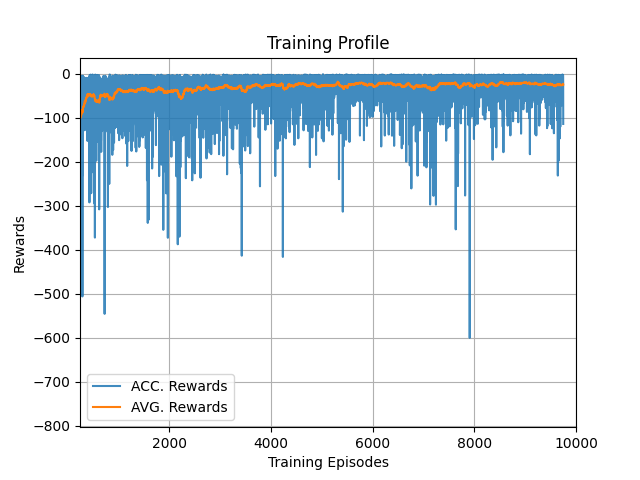 Training Profile
0
−100
−200
−300
−400
−500
−600
−700
−800
Rewards
ACC. Rewards
AVG. Rewards
2000 4000 6000 8000 10000
Training Episodes